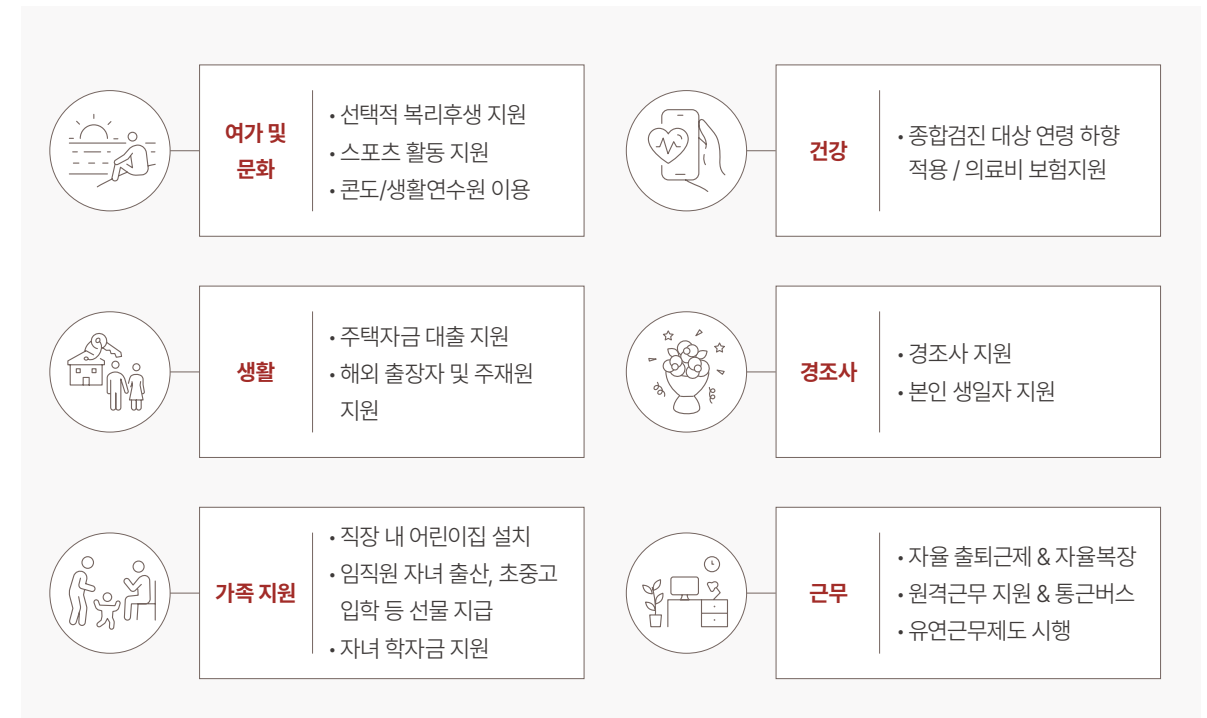 여가 및
문화
• 선택적 복리후생 지원
• 스포츠 활동 지원
• 콘도/생활연수원 이용
건강
• 종합검진 대상 연령 하향
적용 / 의료비 보험지원
생활
• 주택자금 대출 지원
• 해외 출장자 및 주재원
지원
경조사
• 경조사 지원
• 본인 생일자 지원
가족 지원
• 직장 내 어린이집 설치
• 임직원 자녀 출산, 초중고
입학 등 선물 지급
• 자녀 학자금 지원
근무
• 자율 출퇴근제 & 자율복장
• 원격근무 지원 & 통근버스
• 유연근무제도 시행